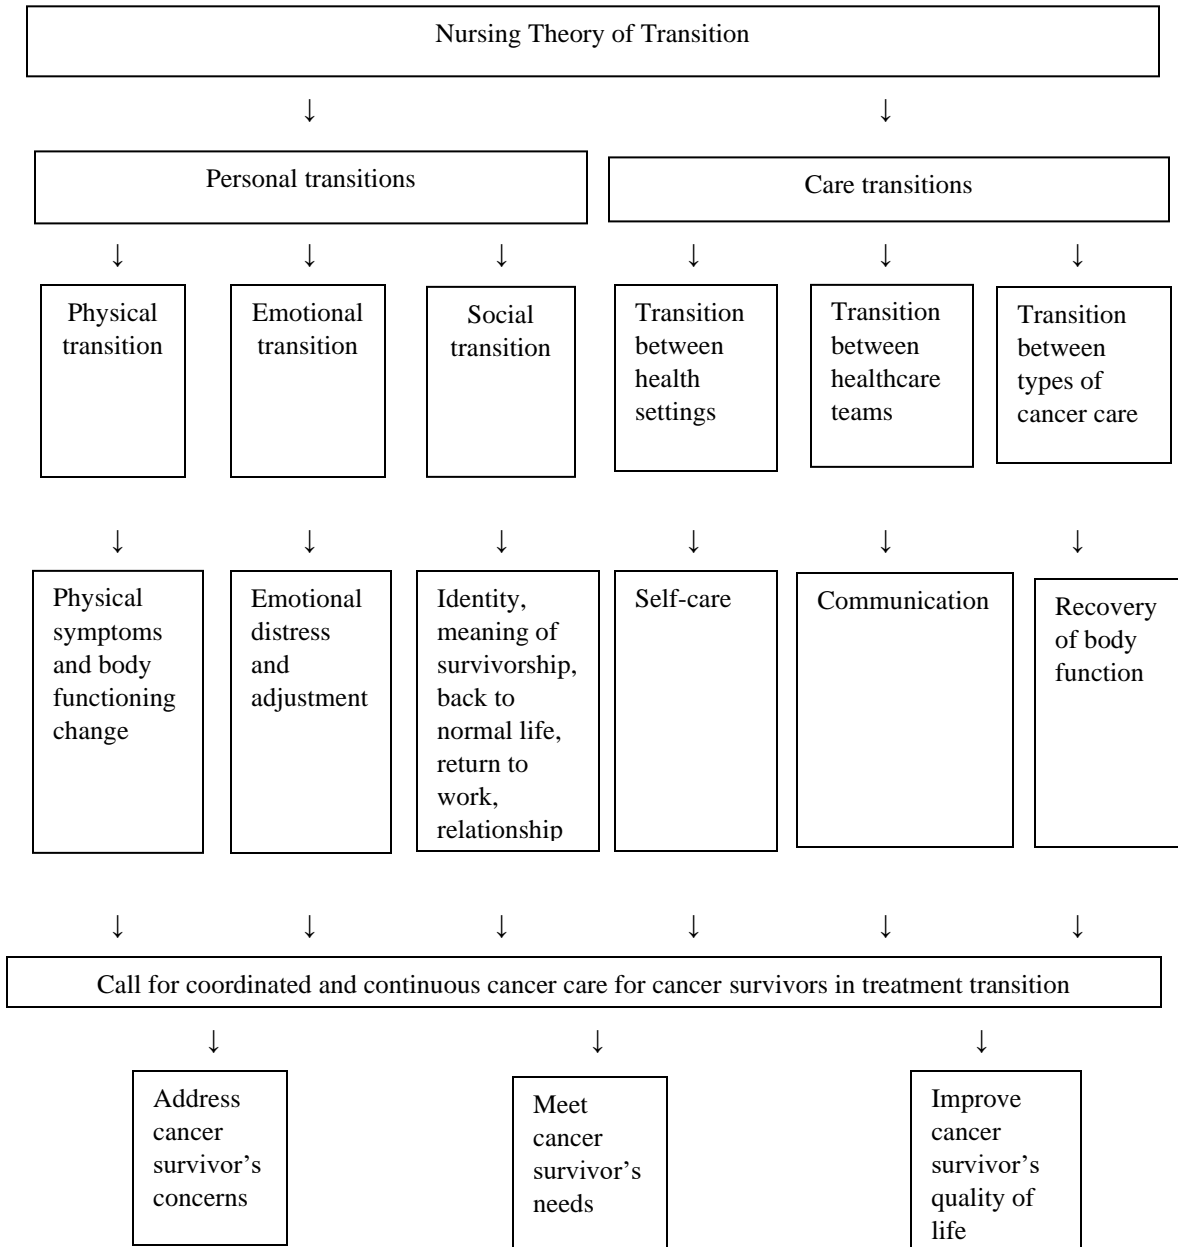 Nursing Theory of Transition
↓ ↓
Personal transitions
Care transitions
↓ ↓ ↓ ↓ ↓ ↓
Physical
transition
Emotional
transition
Social
transition
Transition
between
health
settings
Transition
between
healthcare
teams
Transition
between
types of
cancer care
↓ ↓ ↓ ↓ ↓ ↓
Physical
symptoms
and body
functioning
change
Emotional
distress
and
adjustment
Identity,
meaning of
survivorship,
back to
normal life,
return to
work,
relationship
Self-care
Communication
Recovery
of body
function
↓ ↓ ↓ ↓ ↓ ↓
Call for coordinated and continuous cancer care for cancer survivors in treatment transition
↓ ↓ ↓
Address
cancer
survivor’s
concerns
Meet
cancer
survivor’s
needs
Improve
cancer
survivor’s
quality of
life